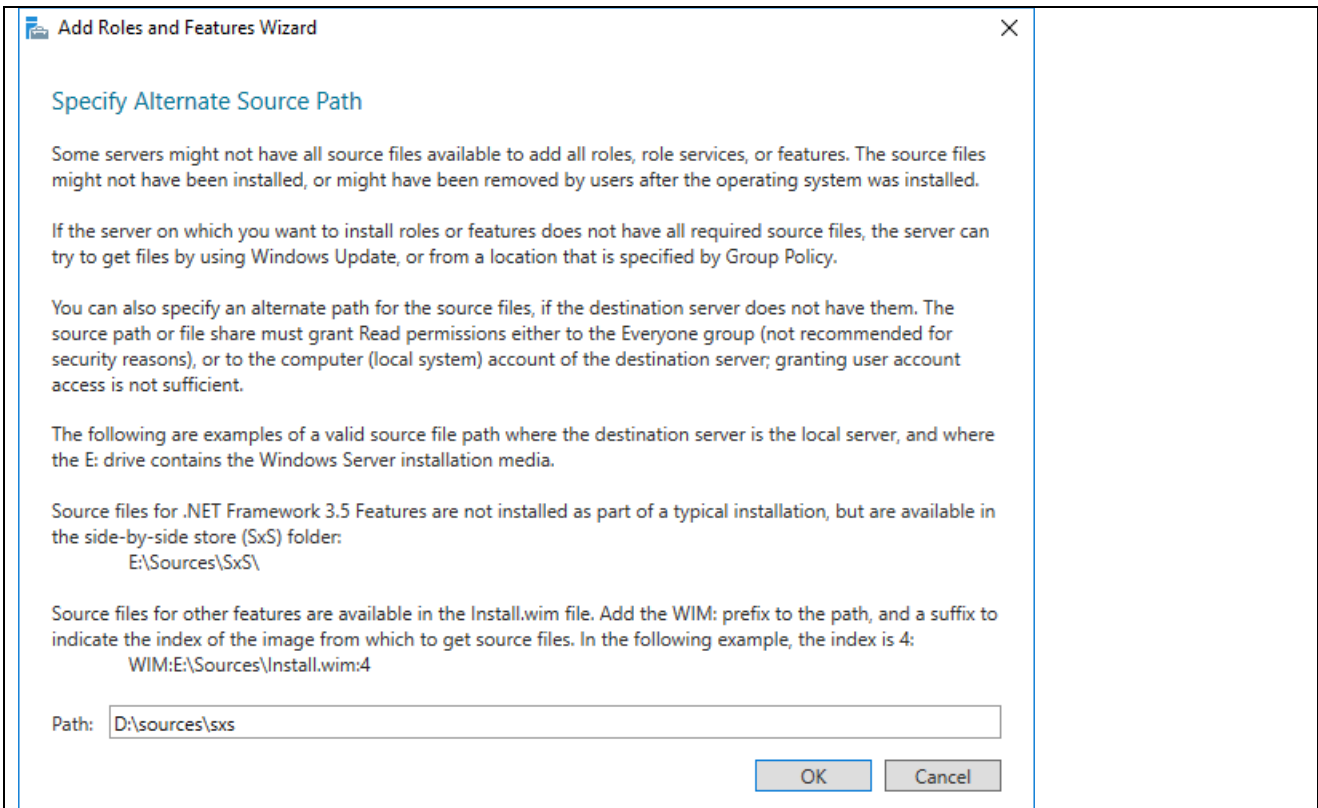 Add Roles and Features Wizard
Specify Alternate Source Path
Some servers might not have all source files available to add all roles, role services, or features. The source files
might not have been installed, or might have been removed by users after the operating system was installed.
If the server on which you want to install roles or features does not have all required source files, the server can
try to get files by using Windows Update, or from a location that is specified by Group Policy.
You can also specify an alternate path for the source files, if the destination server does not have them. The
source path or file share must grant Read permissions either to the Everyone group (not recommended for
security reasons), or to the computer (local system) account of the destination server; granting user account
access is not sufficient.
The following are examples of a valid source file path where the destination server is the local server, and where
the E: drive contains the Windows Server installation media.
Source files for .NET Framework 3.5 Features are not installed as part of a typical installation, but are available in
the side-by-side store (SxS) folder:
E:\Sources\SxS\
Source files for other features are available in the Install.wim file. Add the WIM: prefix to the path, and a suffix to
indicate the index of the image from which to get source files. In the following example, the index is 4:
WIM:E:\Sources\Install.wim:4
Path: D:\sources\sxs
OK Cancel